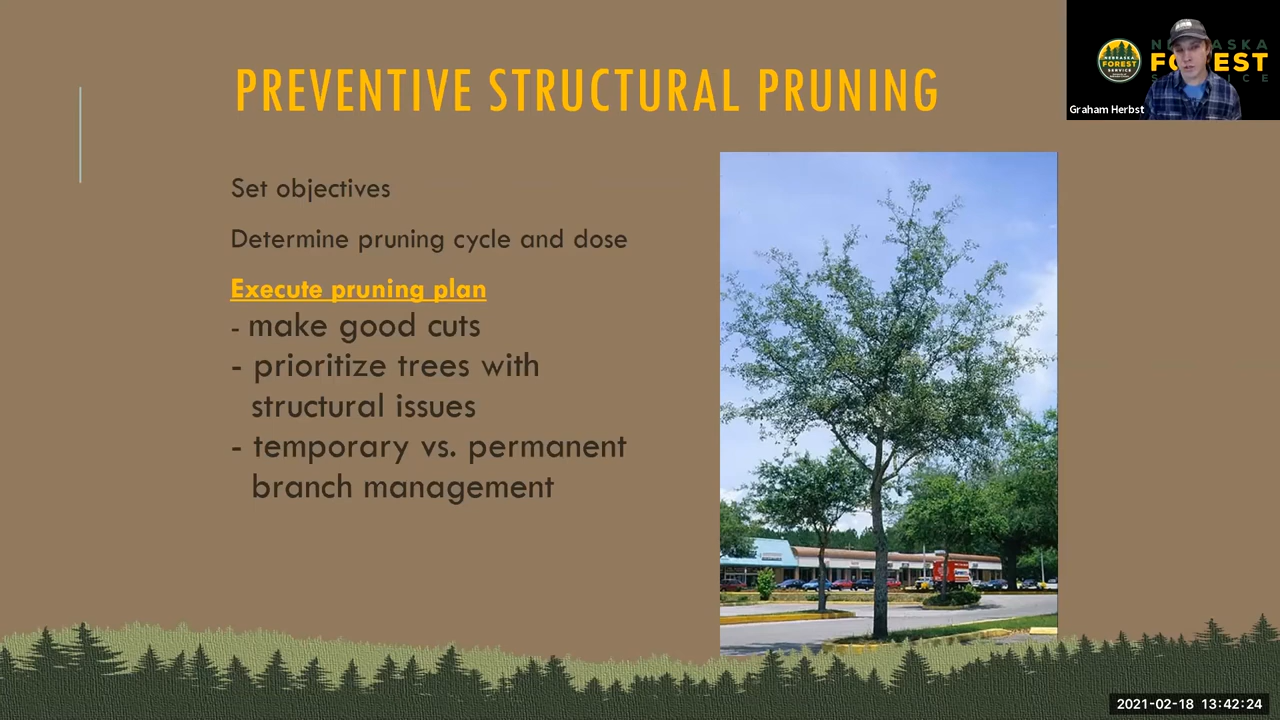 PREVENTIVE STRUCTURAL PRUNING
Set objectives
Determine pruning cycle and dose
Execute pruning plan
- make good cuts
- prioritize trees with
structural issues
- temporary vs. permanent
branch management
NEBRASKA
FOREST
SERVICE
Graham Herbst
2021-02-18 13:42:24